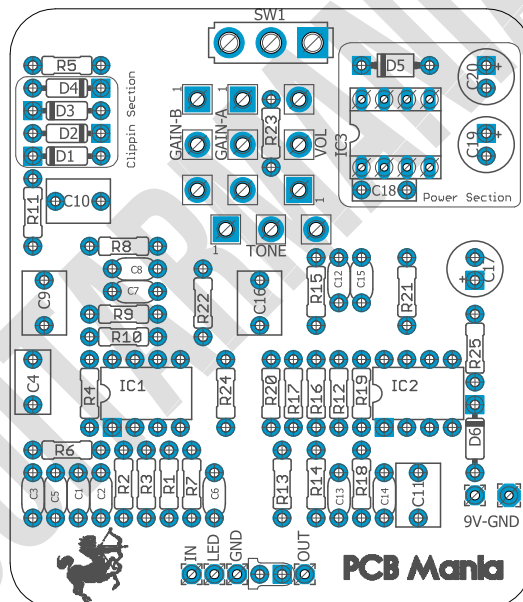 SW1
R5
D4
D3
D2
D1
Clippin Section
1
1
GAIN-B
GAIN-A
R23
VOL
D5
C20
+
IC3
C19
+
C18
Power Section
R11
C10
1
1
TONE
R8
C8
C7
R9
R10
C9
R22
C16
R15
C12
C15
R21
C17
+
C4
R4
IC1
R24
R20
R17
R16
R12
R19
IC2
R25
D6
R6
C3
C5
C1
C2
R2
R3
R1
R7
C6
R13
R14
C13
R18
C14
C11
9V-GND
IN
LED
GND
OUT
PCB Mania